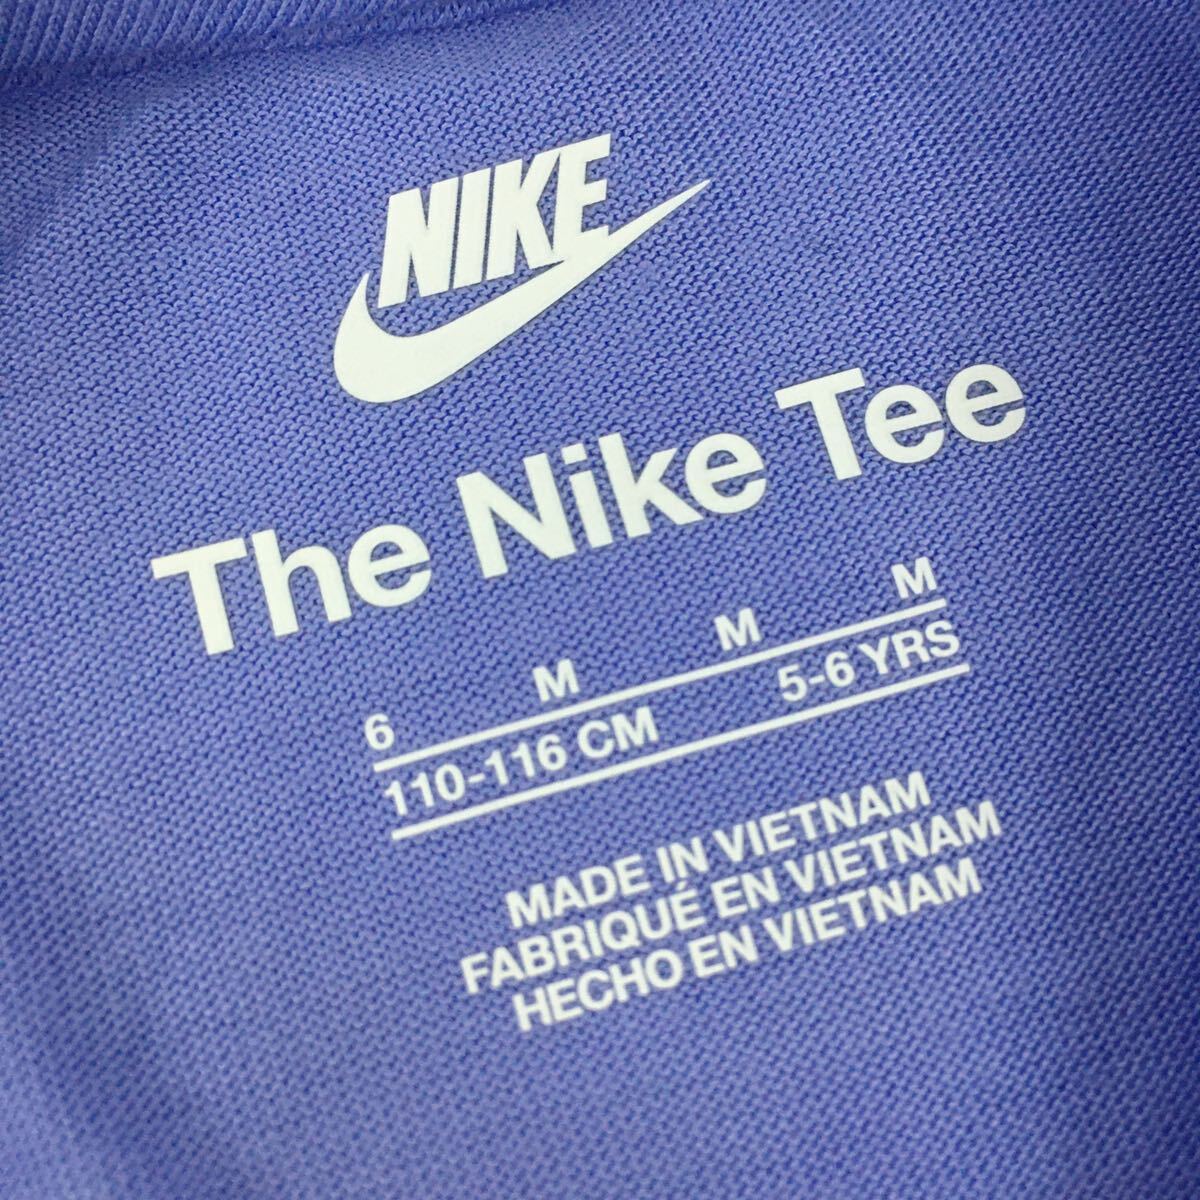 NIKE
The Nike Tee
6 M M M
110-116 CM 5-6 YRS
MADE IN VIETNAM
FABRIQUÉ EN VIETNAM
HECHO EN VIETNAM